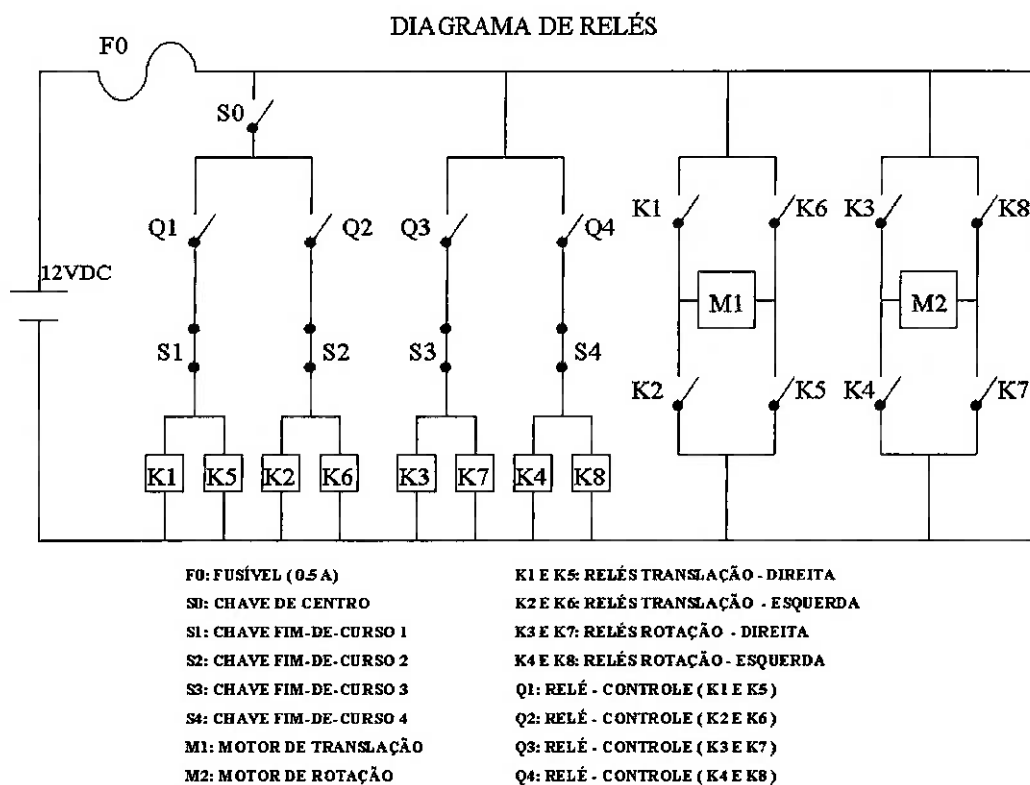 DIAGRAMA DE RELÉS
F0
S0
Q1
Q2
Q3
Q4
K1
K6
K3
K8
12VDC
M1
M2
S1
S2
S3
S4
K2
K5
K4
K7
K1
K5
K2
K6
K3
K7
K4
K8
F0: FUSÍVEL (0.5 A)
S0: CHAVE DE CENTRO
S1: CHAVE FIM-DE-CURSO 1
S2: CHAVE FIM-DE-CURSO 2
S3: CHAVE FIM-DE-CURSO 3
S4: CHAVE FIM-DE-CURSO 4
M1: MOTOR DE TRANSLAÇÃO
M2: MOTOR DE ROTAÇÃO
K1 E K5: RELÉS TRANSLAÇÃO - DIREITA
K2 E K6: RELÉS TRANSLAÇÃO - ESQUERDA
K3 E K7: RELÉS ROTAÇÃO - DIREITA
K4 E K8: RELÉS ROTAÇÃO - ESQUERDA
Q1: RELÉ - CONTROLE (K1 E K5)
Q2: RELÉ - CONTROLE (K2 E K6)
Q3: RELÉ - CONTROLE (K3 E K7)
Q4: RELÉ - CONTROLE (K4 E K8)